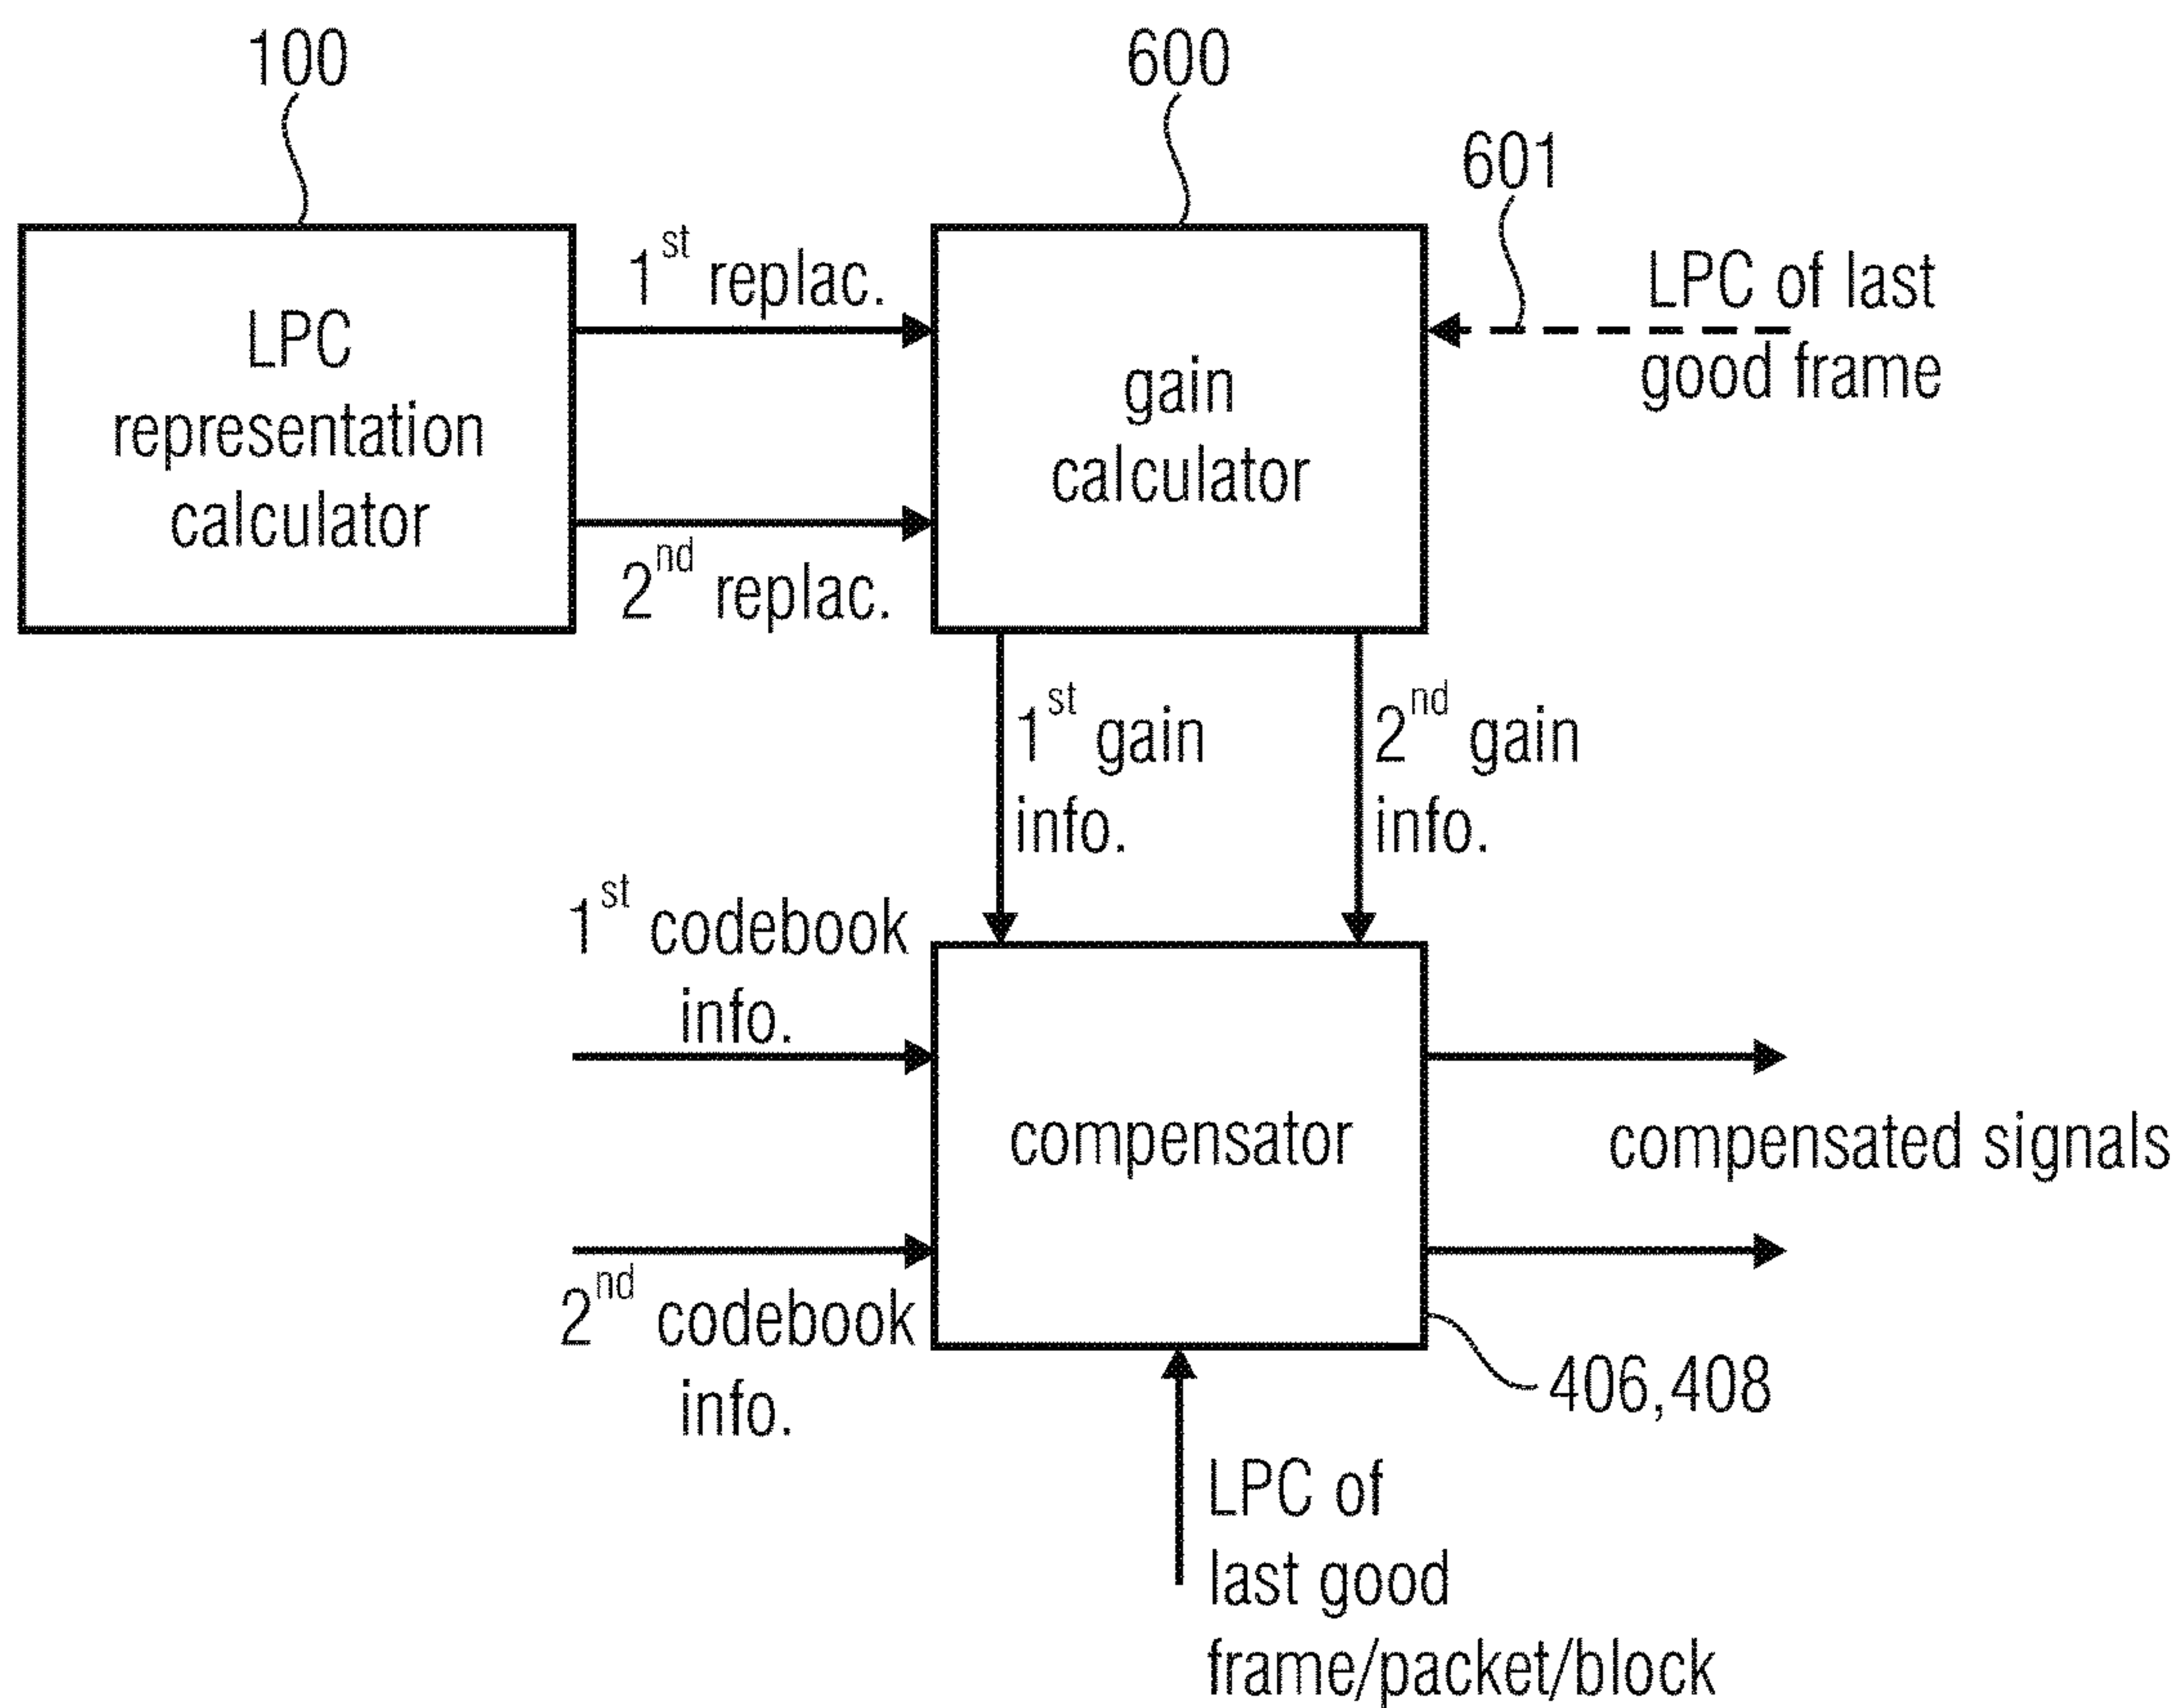 100
600
601
LPC
representation
calculator
1st replac.
2nd replac.
gain
calculator
LPC of last
good frame
1st gain
info.
2nd gain
info.
1st codebook
info.
2nd codebook
info.
compensator
compensated signals
406,408
LPC of
last good
frame/packet/block